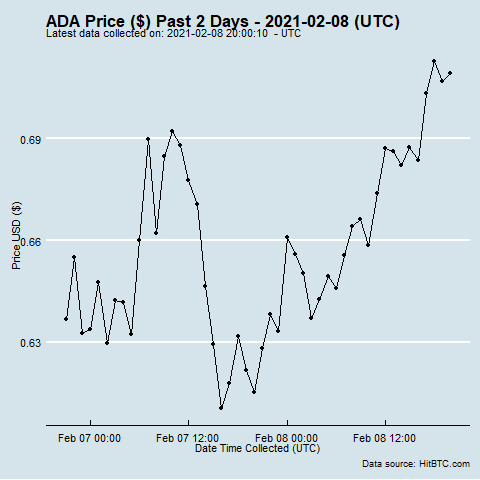 ADA Price ($) Past 2 Days - 2021-02-08 (UTC)
Latest data collected on: 2021-02-08 20:00:10  - UTC
Price USD ($)
0.69
0.66
0.63
Feb 07 00:00
Feb 07 12:00
Feb 08 00:00
Feb 08 12:00
Date Time Collected (UTC)
Data source: HitBTC.com